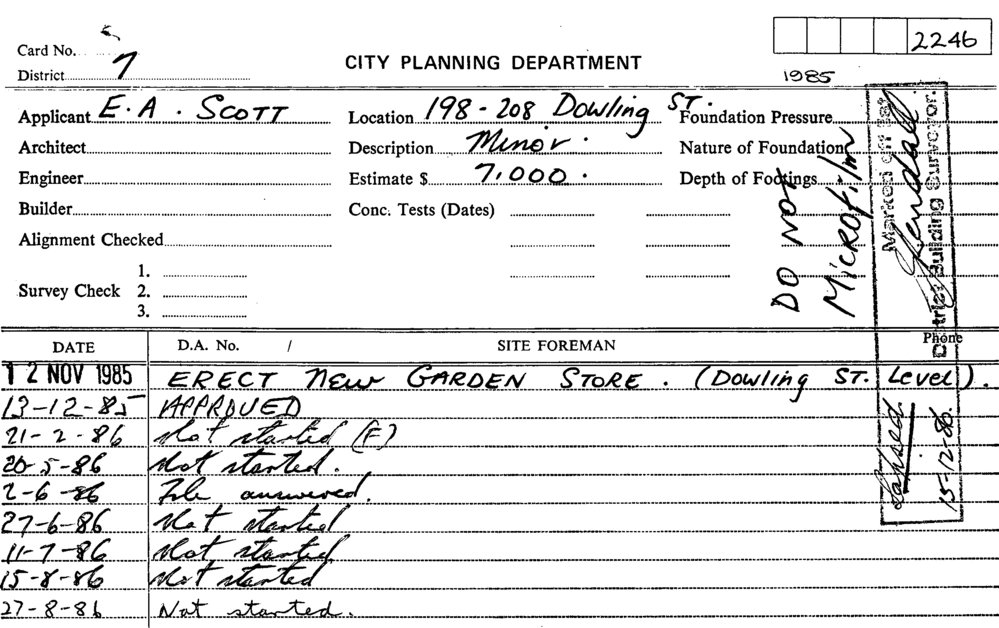 Card No.
2246
District 7
CITY PLANNING DEPARTMENT
1985
Applicant E. A. SCOTT
Location 198-208 Dowling ST.
Foundation Pressure
Architect
Description Minor.
Nature of Foundation
Engineer
Estimate $ 7,000.
Depth of Footings
Builder
Conc. Tests (Dates)
Alignment Checked
Survey Check 1.
2.
3.
DO NOT
MICROFILM
Marked off Est
District Building Surveyor.
Lapsed.
15-12-86.
DATE D.A. No. / SITE FOREMAN Phone
12 NOV 1985 ERECT New GARDEN STORE. (Dowling ST. Level).
13-12-85 APPROVED
21-2-86 Not started (F)
20-5-86 Not started.
2-6-86 answered.
27-6-86 Not started
11-7-86 Not started
15-8-86 Not started
27-8-86 Not started.